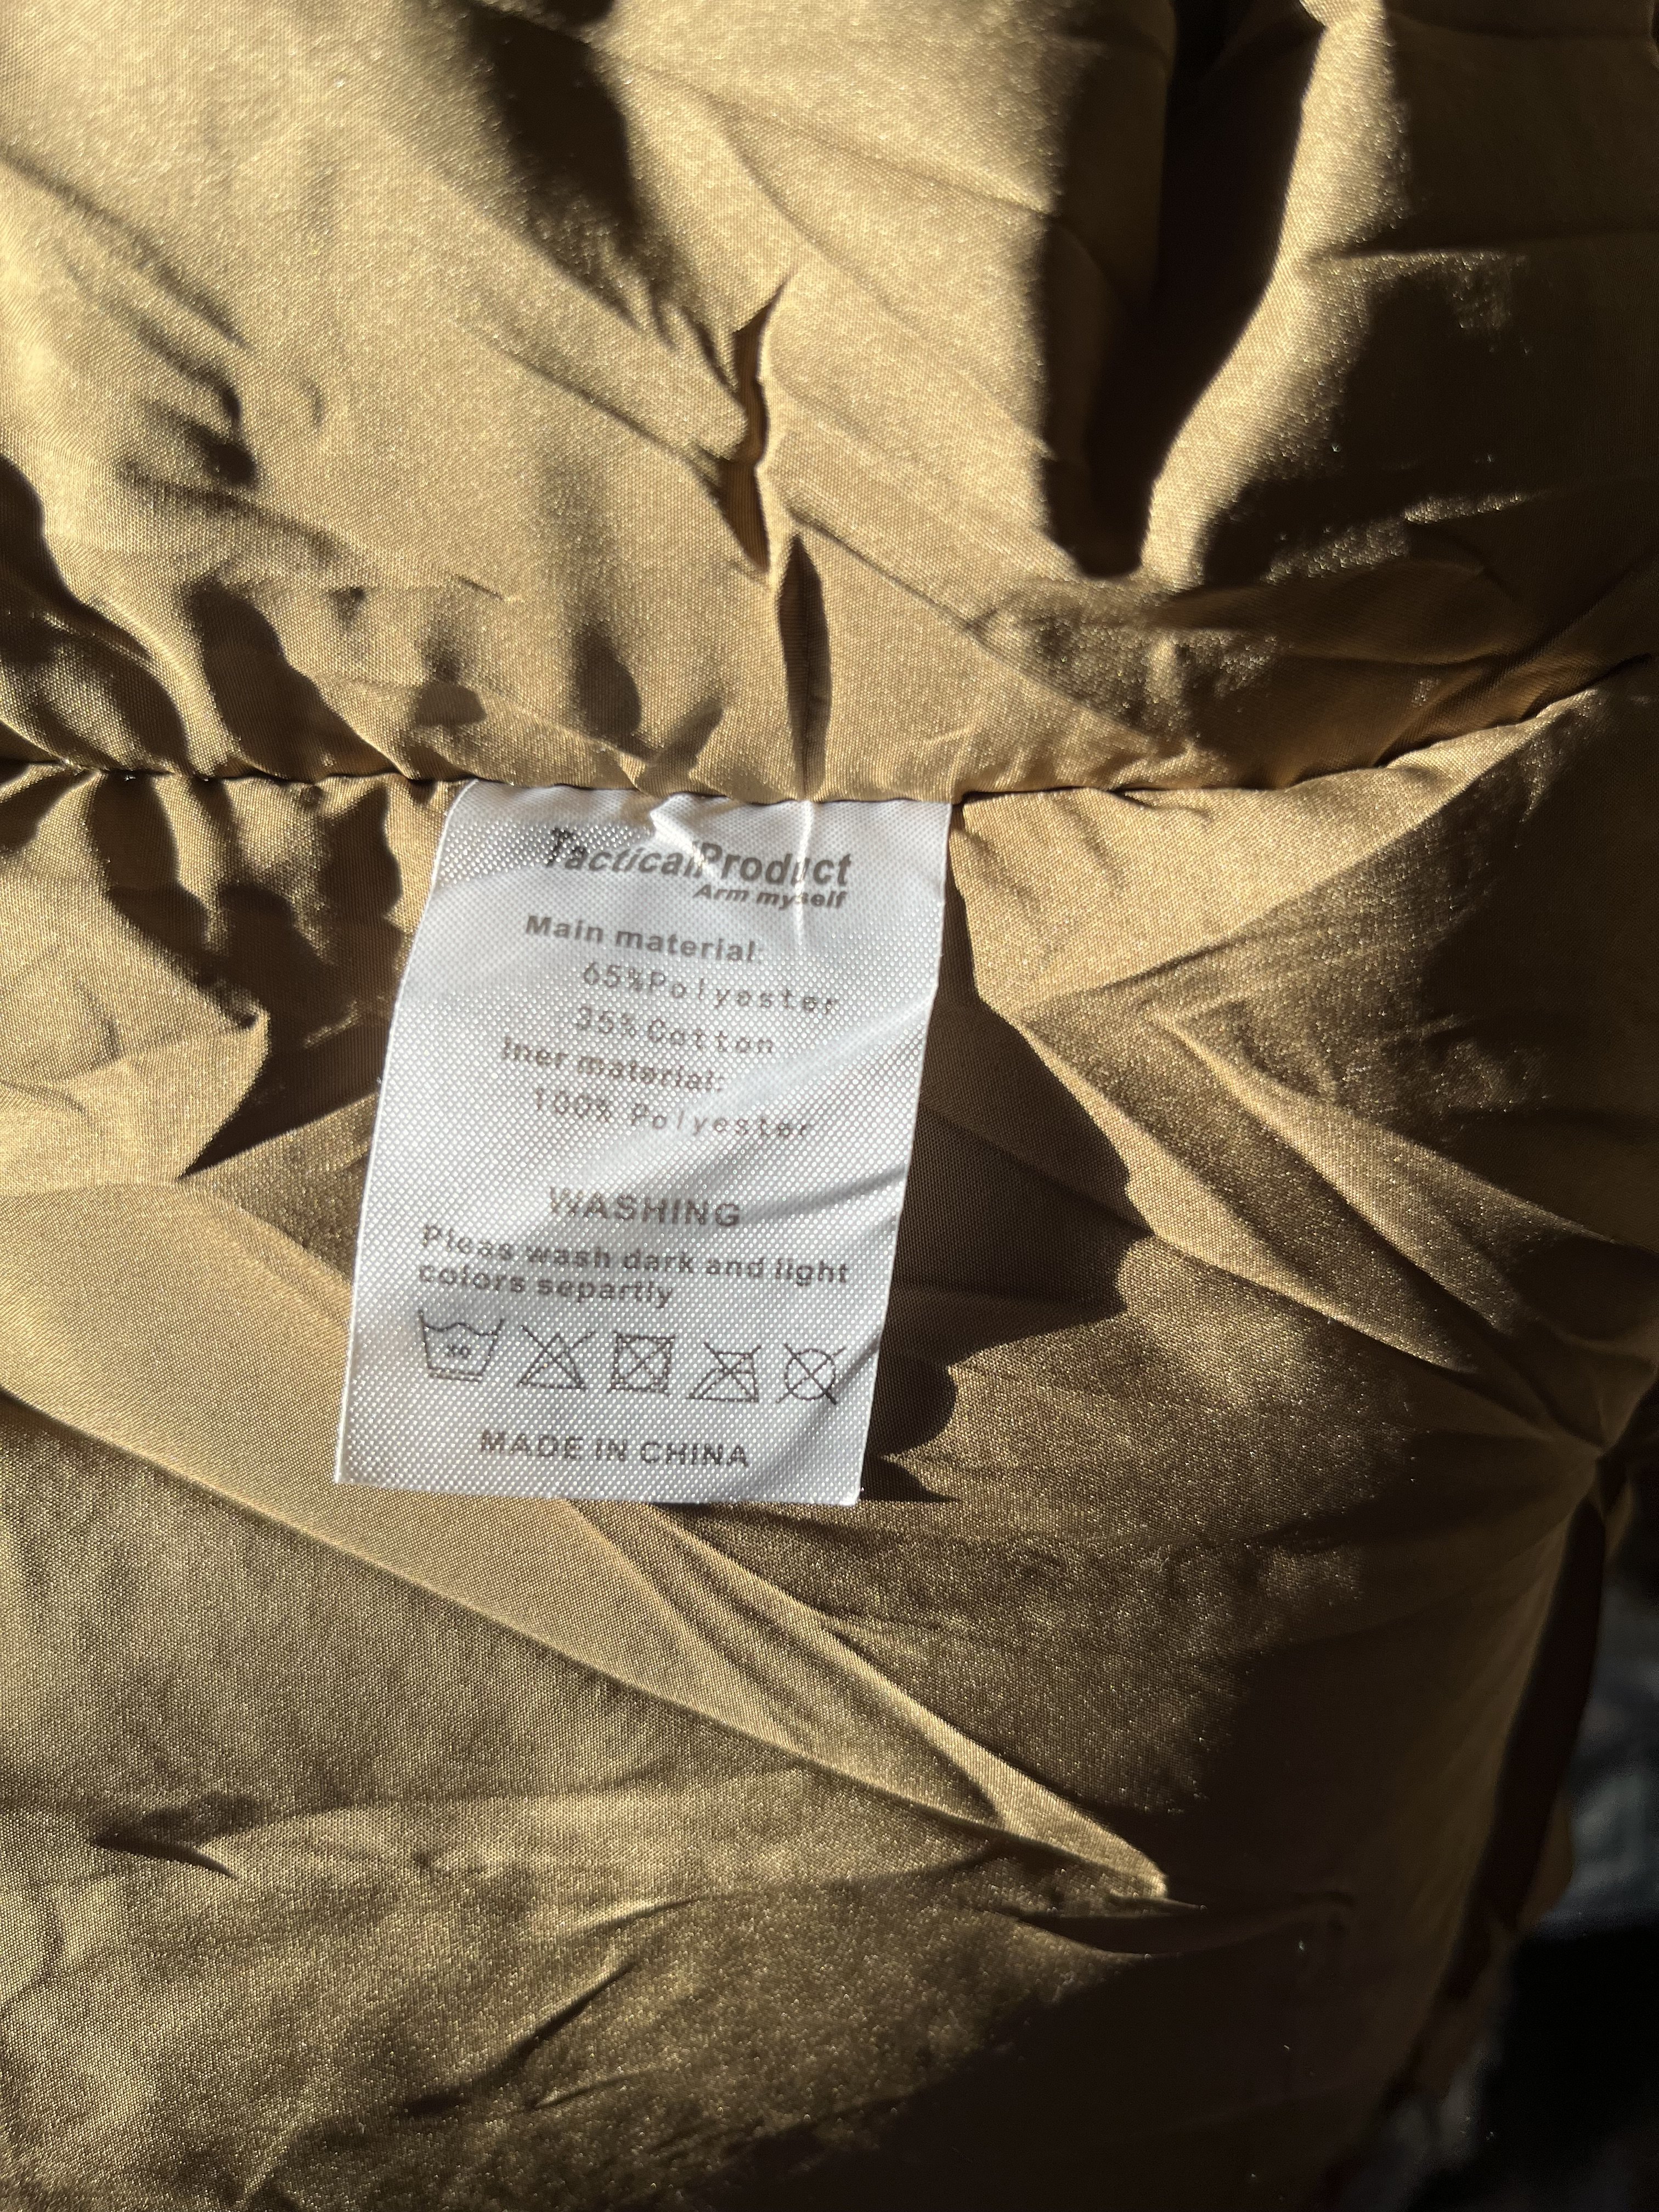 TacticalProduct
Arm myself
Main material:
65%Polyester
35%Cotton
Iner material:
100% Polyester
WASHING
Pleas wash dark and light
colors separtly
30
MADE IN CHINA